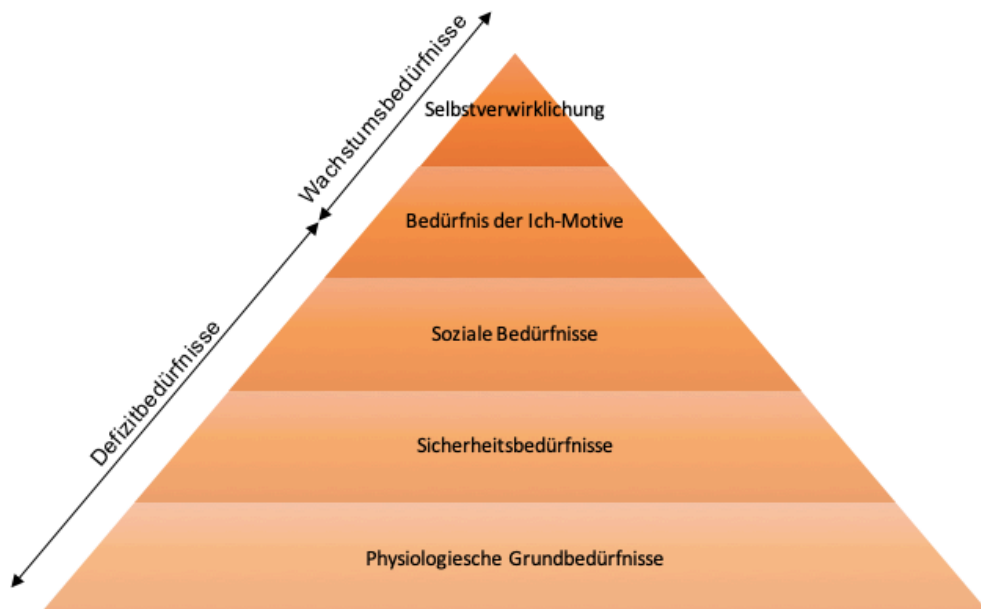 Wachstumsbedürfnisse
Selbstverwirklichung
Bedürfnis der Ich-Motive
Defizitbedürfnisse
Soziale Bedürfnisse
Sicherheitsbedürfnisse
Physiologiesche Grundbedürfnisse